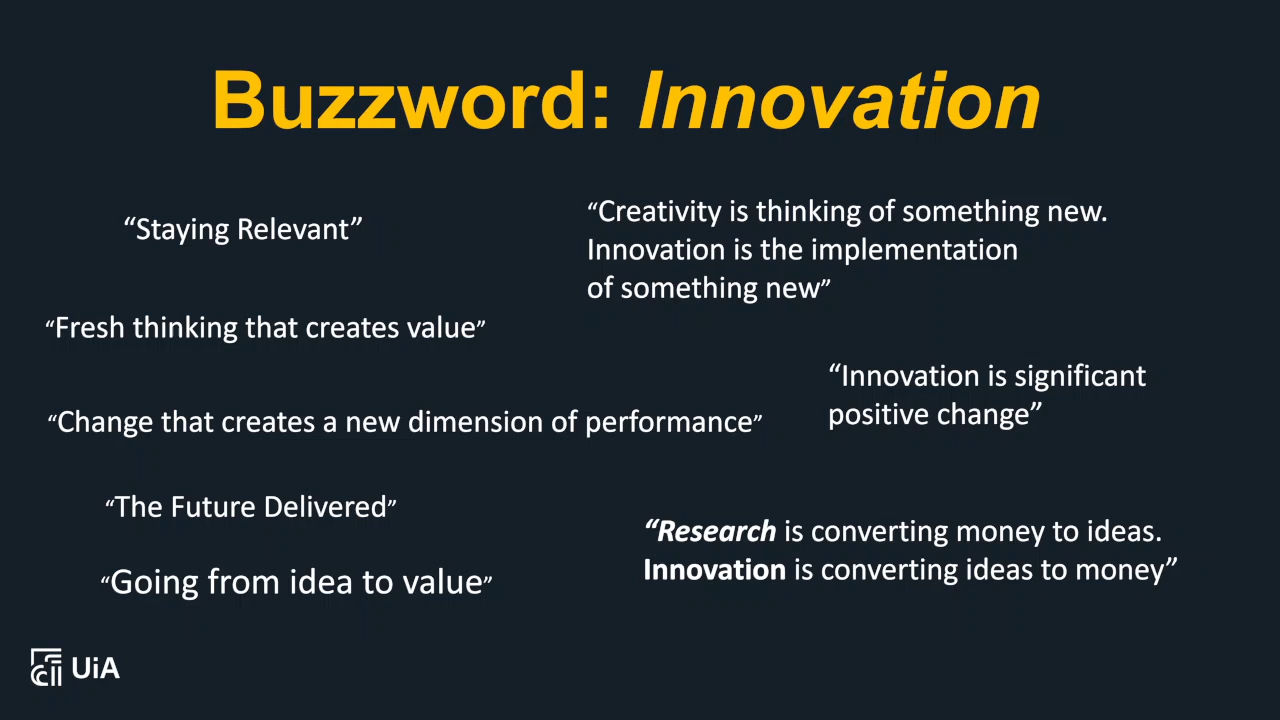 Buzzword: Innovation
“Staying Relevant”
“Creativity is thinking of something new.
Innovation is the implementation
of something new”
“Fresh thinking that creates value”
“Innovation is significant
positive change”
“Change that creates a new dimension of performance”
“The Future Delivered”
“Research is converting money to ideas.
Innovation is converting ideas to money”
“Going from idea to value”
UiA